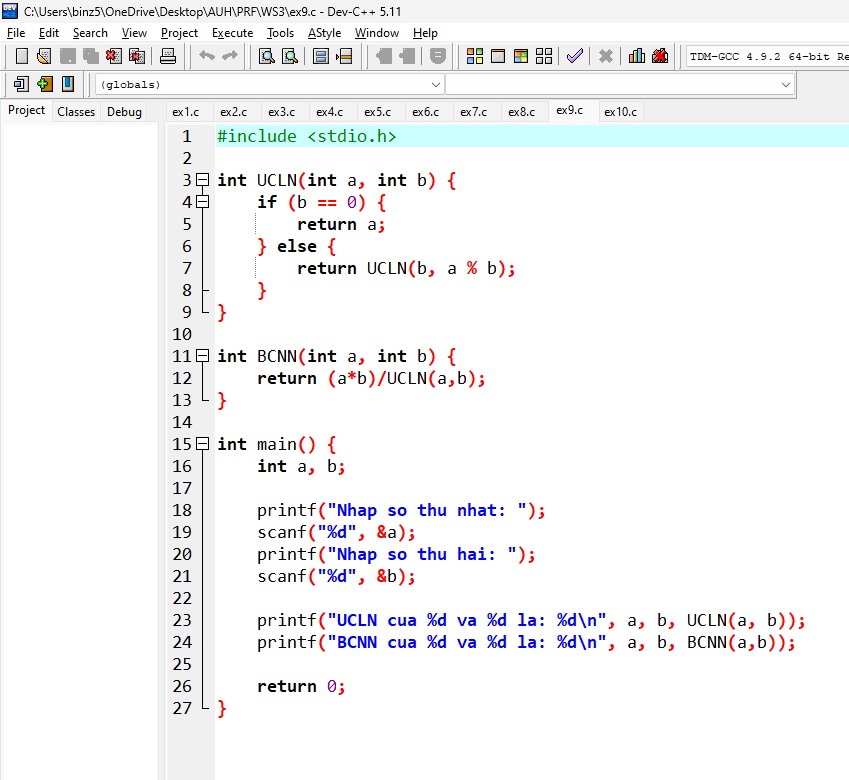 C:\Users\binz5\OneDrive\Desktop\AUH\PRF\WS3\ex9.c - Dev-C++ 5.11
File Edit Search View Project Execute Tools AStyle Window Help
TDM-GCC 4.9.2 64-bit Re
(globals)
Project Classes Debug ex1.c ex2.c ex3.c ex4.c ex5.c ex6.c ex7.c ex8.c ex9.c ex10.c
1 #include <stdio.h>
2
3 int UCLN(int a, int b) {
4     if (b == 0) {
5         return a;
6     } else {
7         return UCLN(b, a % b);
8     }
9 }
10
11 int BCNN(int a, int b) {
12     return (a*b)/UCLN(a,b);
13 }
14
15 int main() {
16     int a, b;
17
18     printf("Nhap so thu nhat: ");
19     scanf("%d", &a);
20     printf("Nhap so thu hai: ");
21     scanf("%d", &b);
22
23     printf("UCLN cua %d va %d la: %d\n", a, b, UCLN(a, b));
24     printf("BCNN cua %d va %d la: %d\n", a, b, BCNN(a,b));
25
26     return 0;
27 }